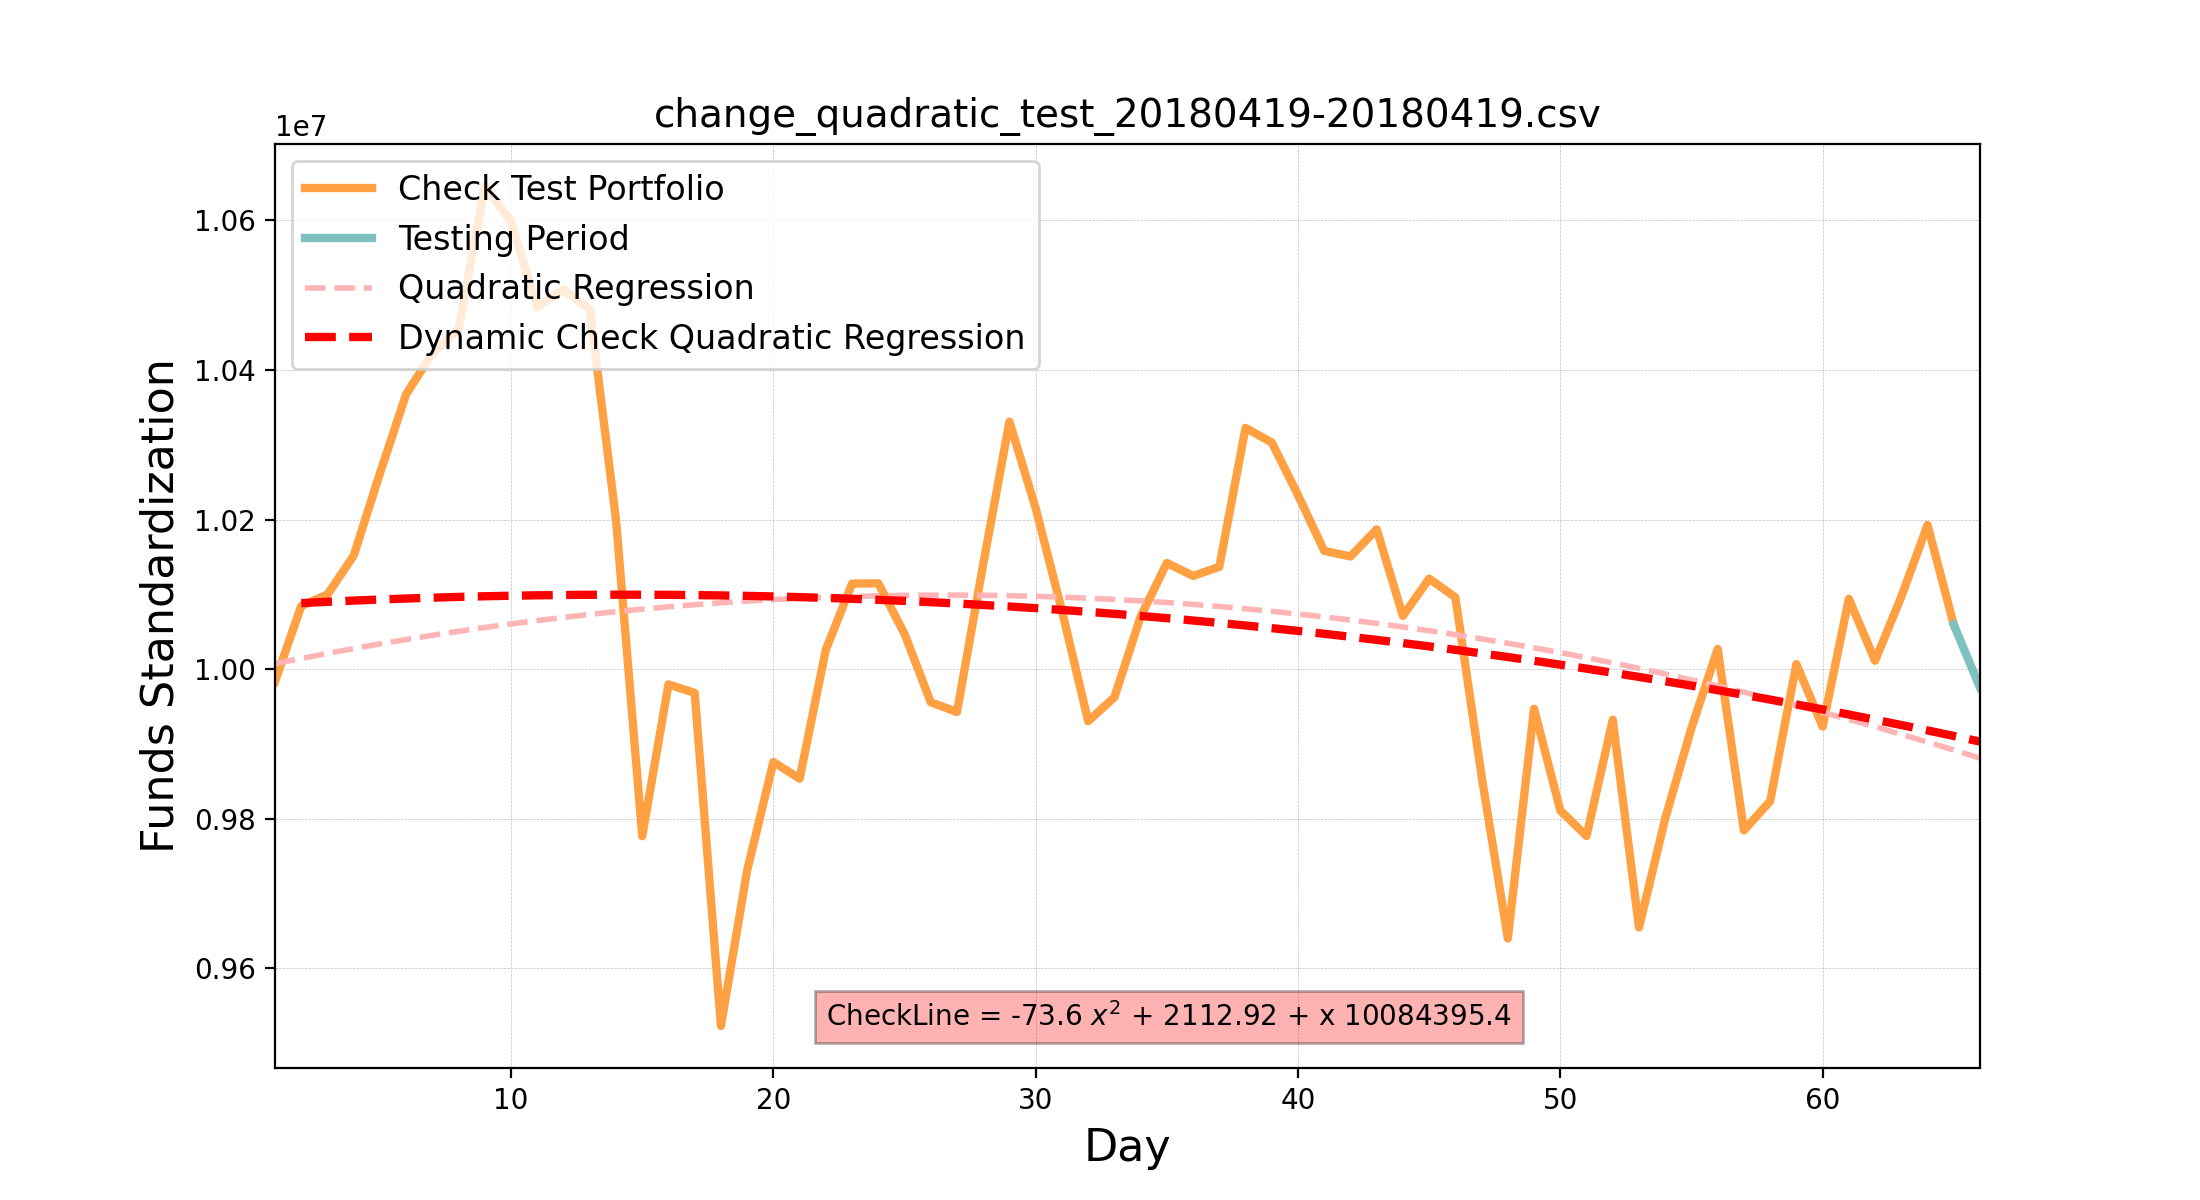 change_quadratic_test_20180419-20180419.csv
1e7
Check Test Portfolio
Testing Period
Quadratic Regression
Dynamic Check Quadratic Regression
1.06
1.04
1.02
1.00
0.98
0.96
Funds Standardization
CheckLine = -73.6 x² + 2112.92 + x 10084395.4
10 20 30 40 50 60
Day